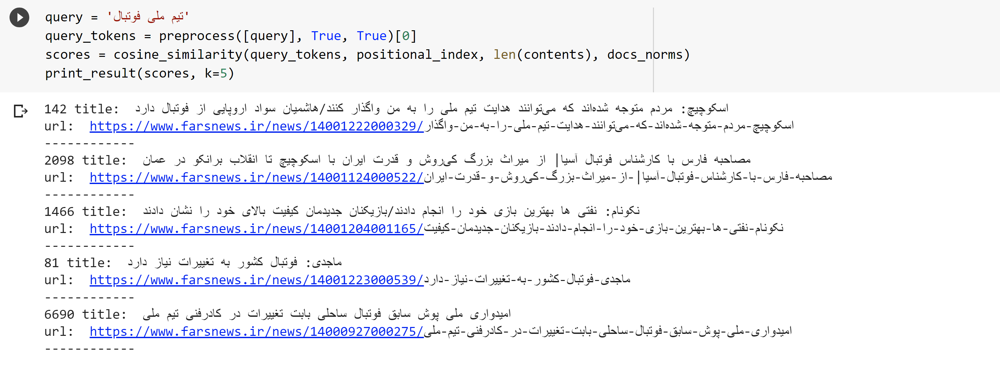 query = 'تیم ملی فوتبال'
query_tokens = preprocess([query], True, True)[0]
scores = cosine_similarity(query_tokens, positional_index, len(contents), docs_norms)
print_result(scores, k=5)
142 title:  اسکوچیچ: مردم متوجه شده‌اند که می‌توانند هدایت تیم ملی را به من واگذار کنند/هاشمیان سواد اروپایی از فوتبال دارد
url:  https://www.farsnews.ir/news/14001222000329/اسکوچیچ-مردم-متوجه-شده‌اند-که-می‌توانند-هدایت-تیم-ملی-را-به-من-واگذار
------------
2098 title:  مصاحبه فارس با کارشناس فوتبال آسیا| از میراث بزرگ کی‌روش و قدرت ایران با اسکوچیچ تا انقلاب برانکو در عمان
url:  https://www.farsnews.ir/news/14001124000522/مصاحبه-فارس-با-کارشناس-فوتبال-آسیا|-از-میراث-بزرگ-کی‌روش-و-قدرت-ایران
------------
1466 title:  نکونام: نفتی ها بهترین بازی خود را انجام دادند/بازیکنان جدیدمان کیفیت بالای خود را نشان دادند
url:  https://www.farsnews.ir/news/14001204001165/نکونام-نفتی-ها-بهترین-بازی-خود-را-انجام-دادند-بازیکنان-جدیدمان-کیفیت
------------
81 title:  ماجدی: فوتبال کشور به تغییرات نیاز دارد
url:  https://www.farsnews.ir/news/14001223000539/ماجدی-فوتبال-کشور-به-تغییرات-نیاز-دارد
------------
6690 title:  امیدواری ملی پوش سابق فوتبال ساحلی بابت تغییرات در کادرفنی تیم ملی
url:  https://www.farsnews.ir/news/14000927000275/امیدواری-ملی-پوش-سابق-فوتبال-ساحلی-بابت-تغییرات-در-کادرفنی-تیم-ملی
------------